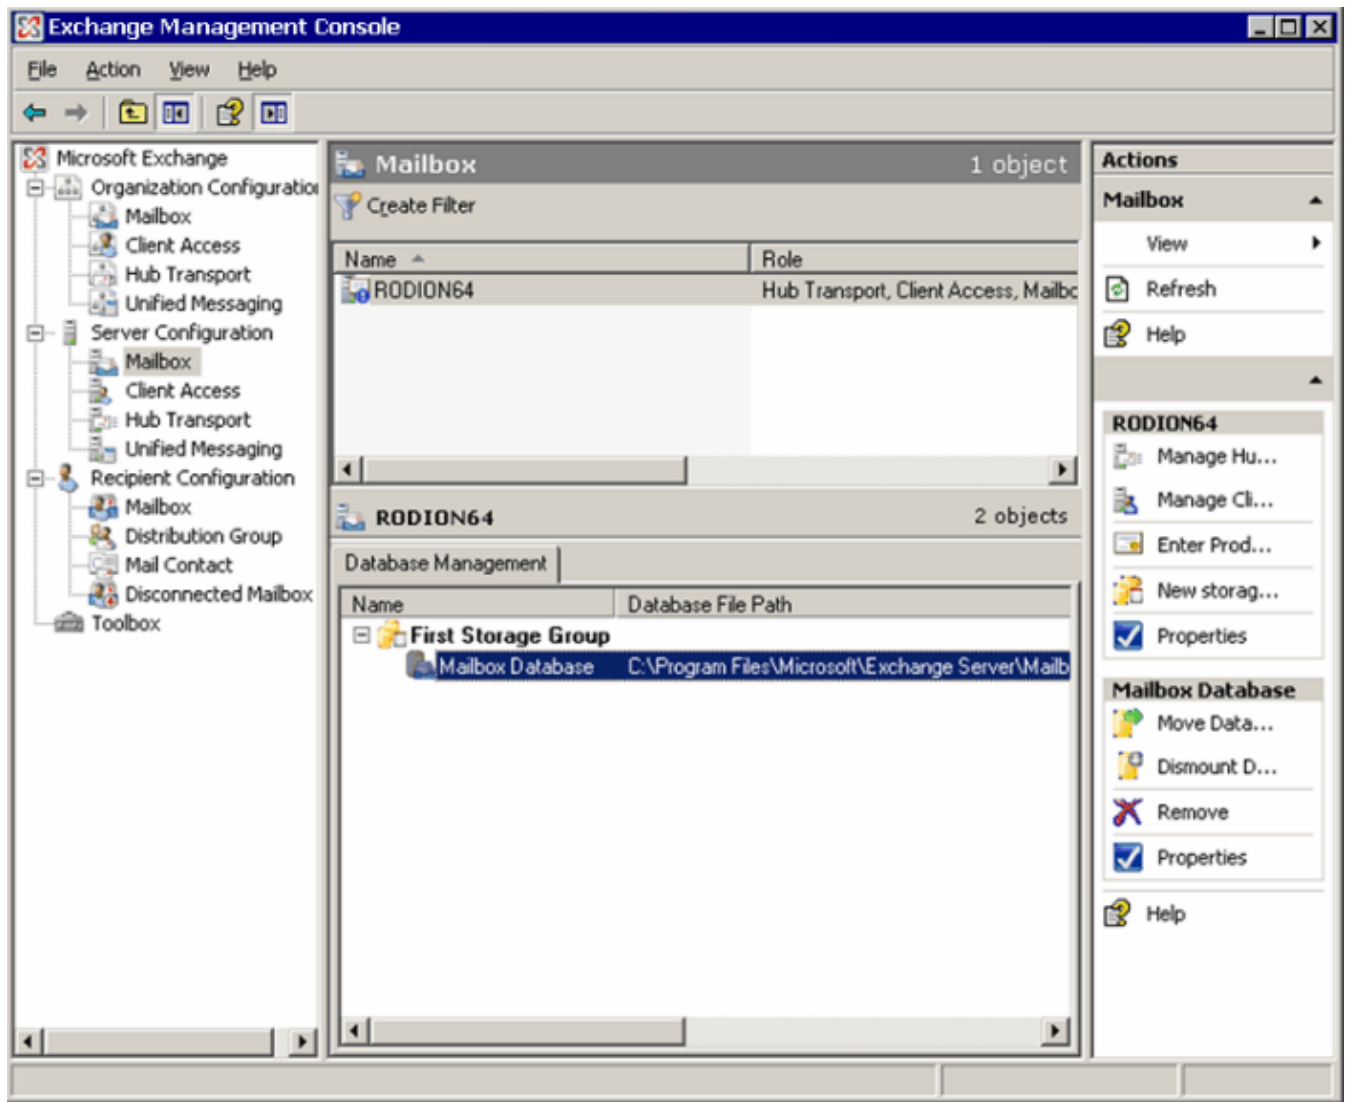 Exchange Management Console
File Action View Help
Microsoft Exchange
Organization Configuration
Mailbox
Client Access
Hub Transport
Unified Messaging
Server Configuration
Mailbox
Client Access
Hub Transport
Unified Messaging
Recipient Configuration
Mailbox
Distribution Group
Mail Contact
Disconnected Mailbox
Toolbox
Mailbox 1 object
Create Filter
Name Role
RODION64 Hub Transport, Client Access, Mailbo
RODION64 2 objects
Database Management
Name Database File Path
First Storage Group
Mailbox Database C:\Program Files\Microsoft\Exchange Server\Mailb
Actions
Mailbox
View
Refresh
Help
RODION64
Manage Hu...
Manage Cli...
Enter Prod...
New storag...
Properties
Mailbox Database
Move Data...
Dismount D...
Remove
Properties
Help